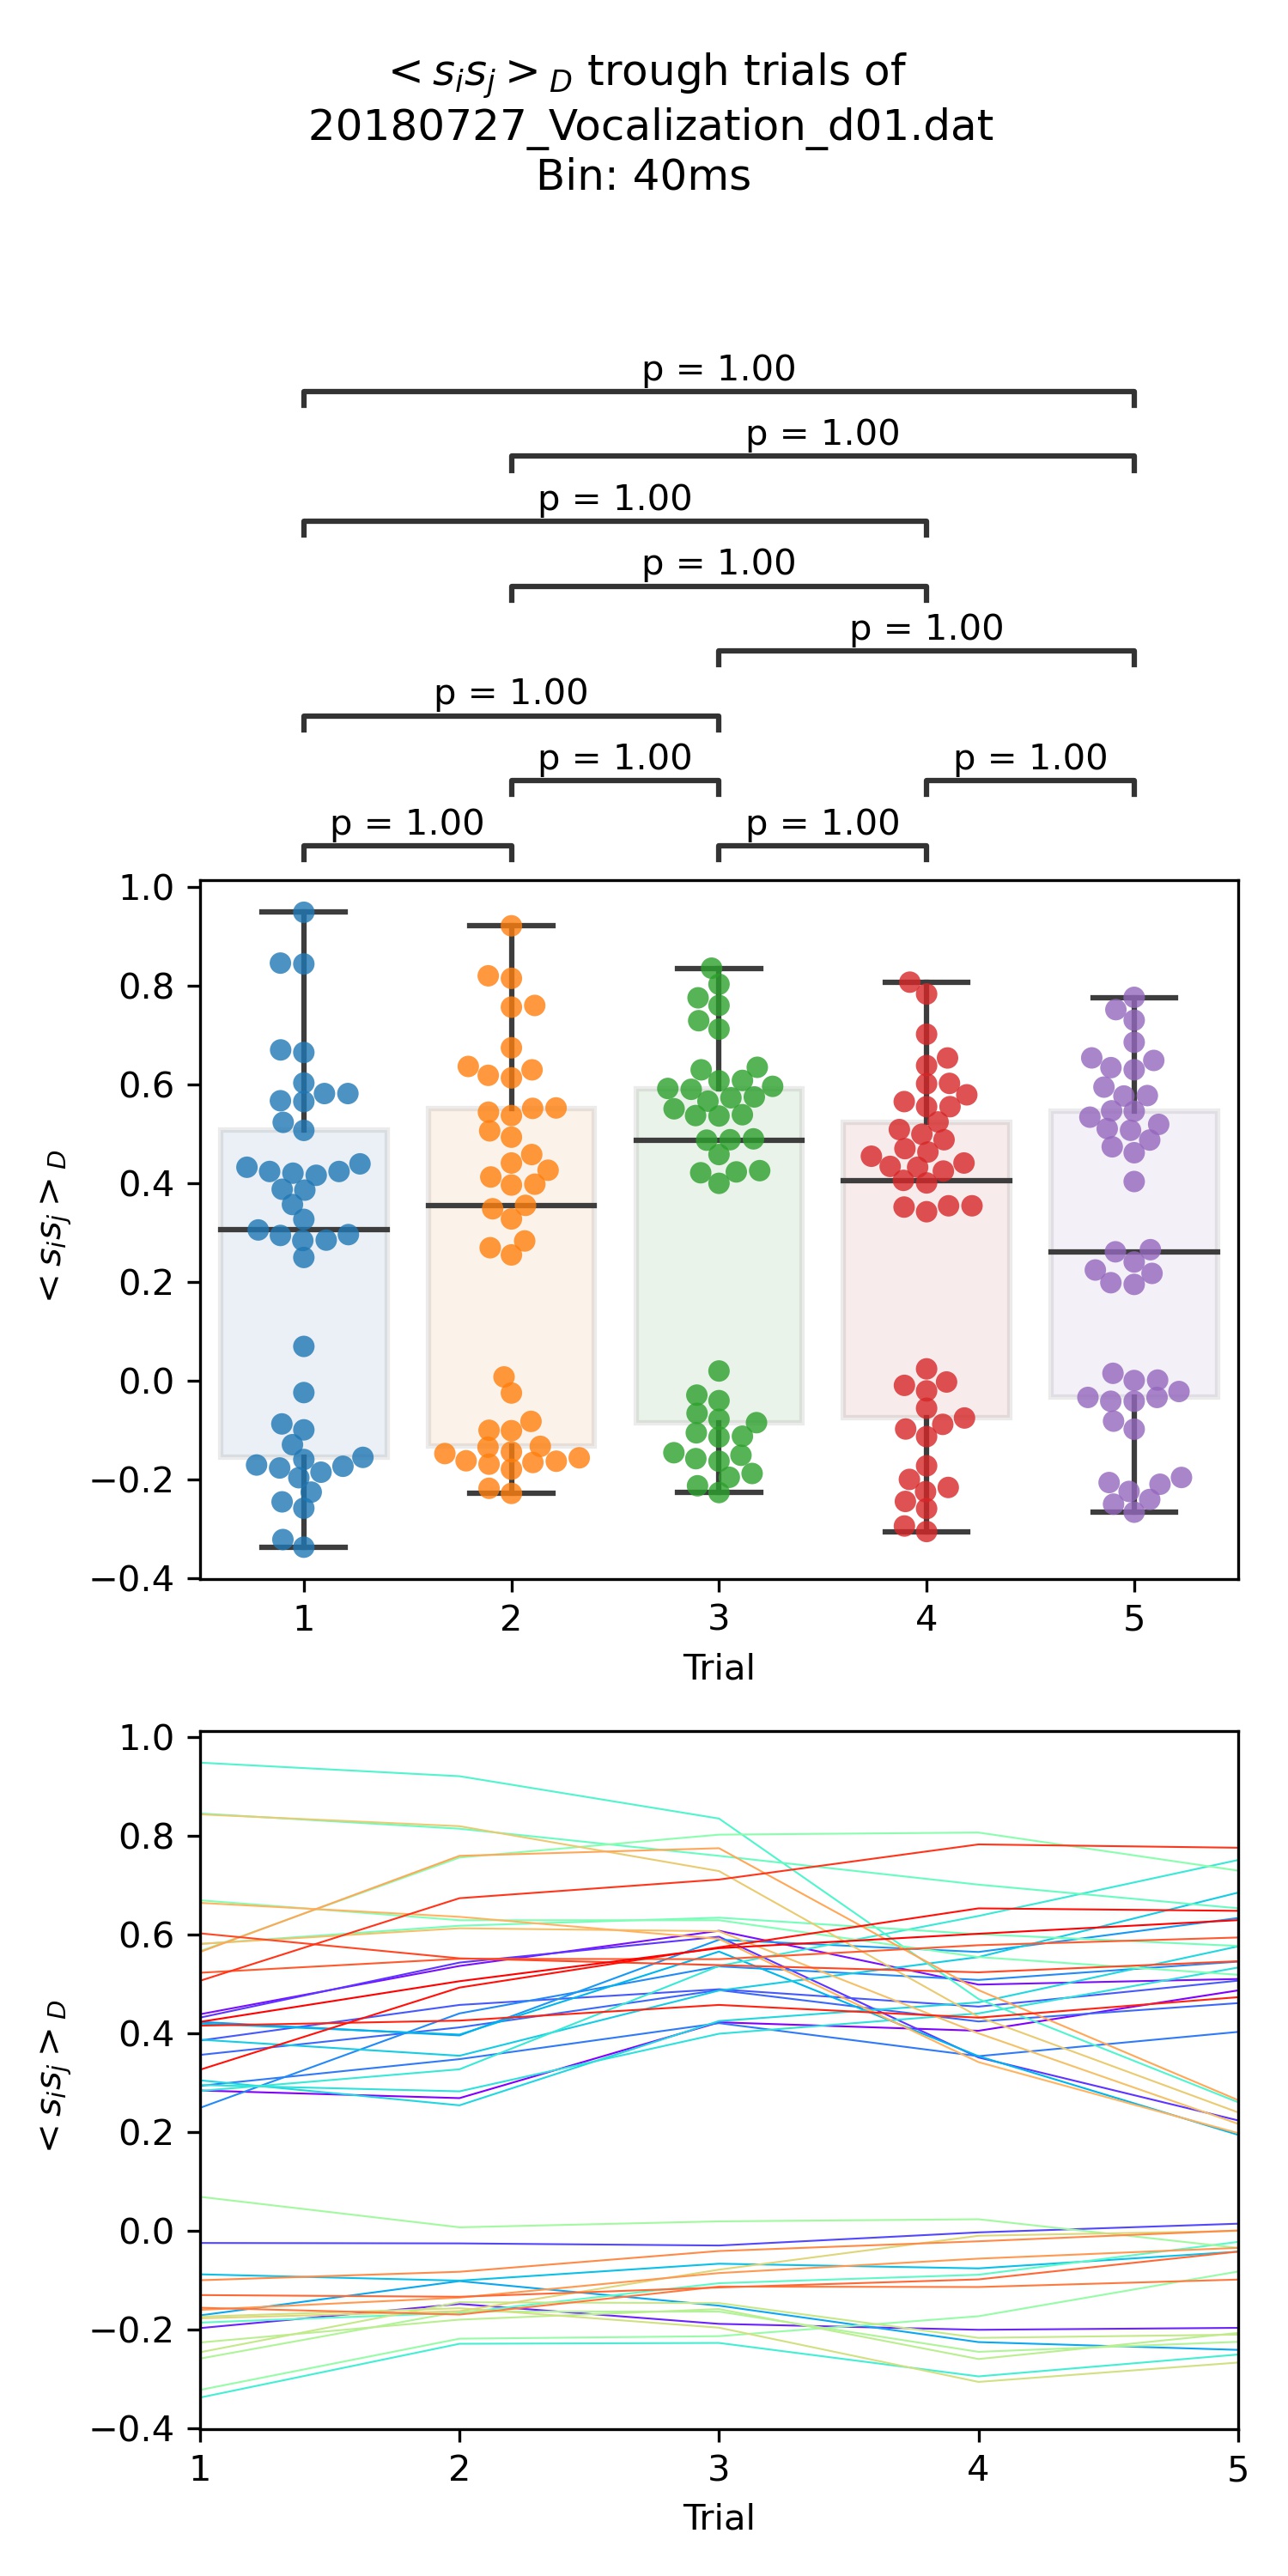 < s_i s_j >_D trough trials of
20180727_Vocalization_d01.dat
Bin: 40ms
p = 1.00
p = 1.00
p = 1.00
p = 1.00
p = 1.00
p = 1.00
p = 1.00 p = 1.00
p = 1.00 p = 1.00
1.0
0.8
0.6
0.4
0.2
0.0
−0.2
−0.4
< s_i s_j >_D
1 2 3 4 5
Trial
1.0
0.8
0.6
0.4
0.2
0.0
−0.2
−0.4
< s_i s_j >_D
1 2 3 4 5
Trial